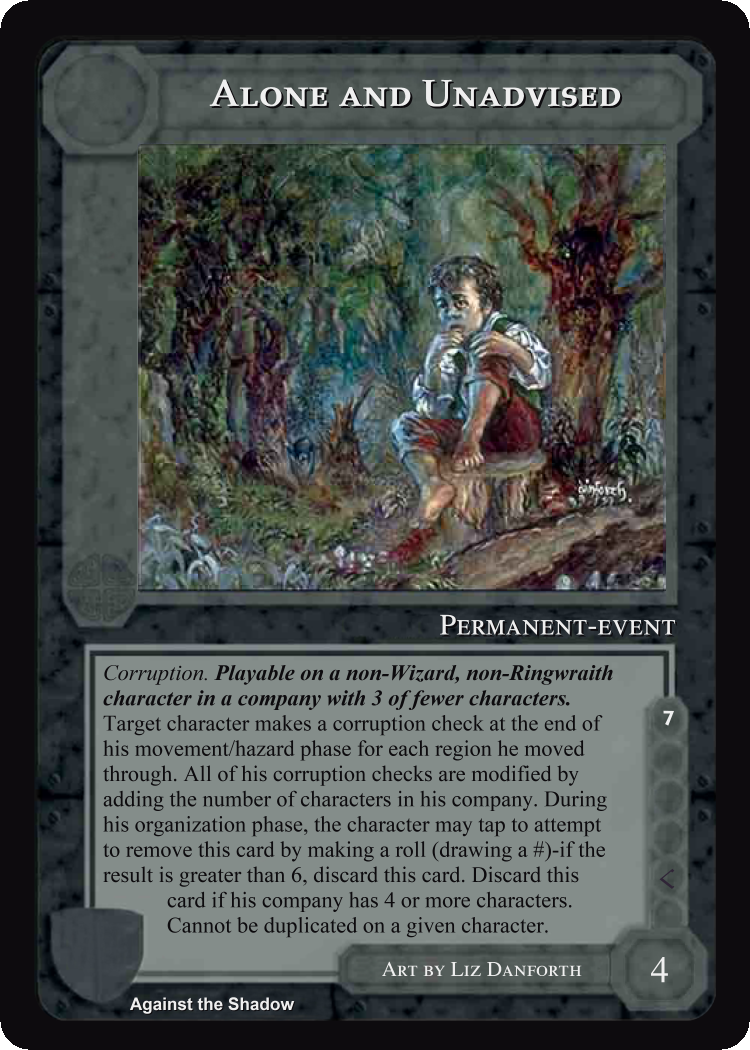 Alone and Unadvised
Danforth
Permanent-event
Corruption. Playable on a non-Wizard, non-Ringwraith
character in a company with 3 of fewer characters.
Target character makes a corruption check at the end of
his movement/hazard phase for each region he moved
through. All of his corruption checks are modified by
adding the number of characters in his company. During
his organization phase, the character may tap to attempt
to remove this card by making a roll (drawing a #)-if the
result is greater than 6, discard this card. Discard this
card if his company has 4 or more characters.
Cannot be duplicated on a given character.
7
<
Art by Liz Danforth
4
Against the Shadow